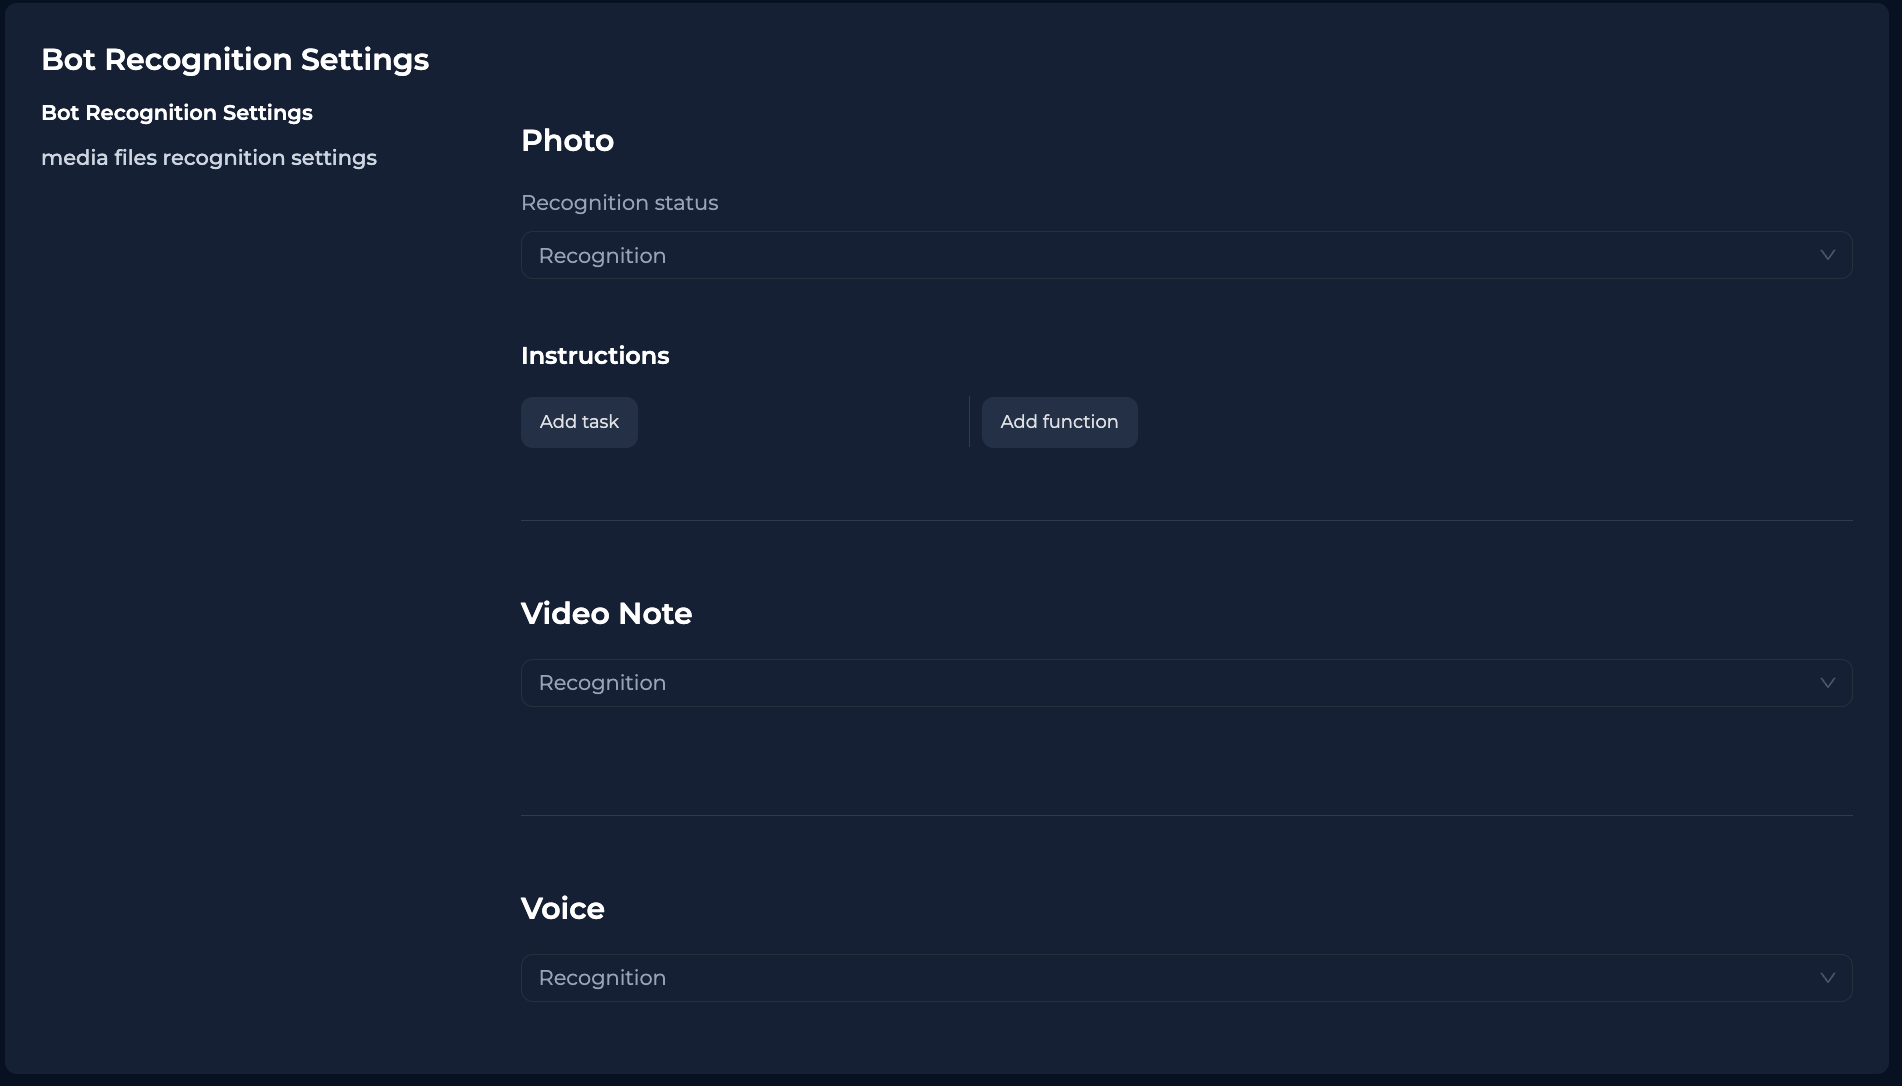 Bot Recognition Settings
Bot Recognition Settings
media files recognition settings
Photo
Recognition status
Recognition
Instructions
Add task
Add function
Video Note
Recognition
Voice
Recognition